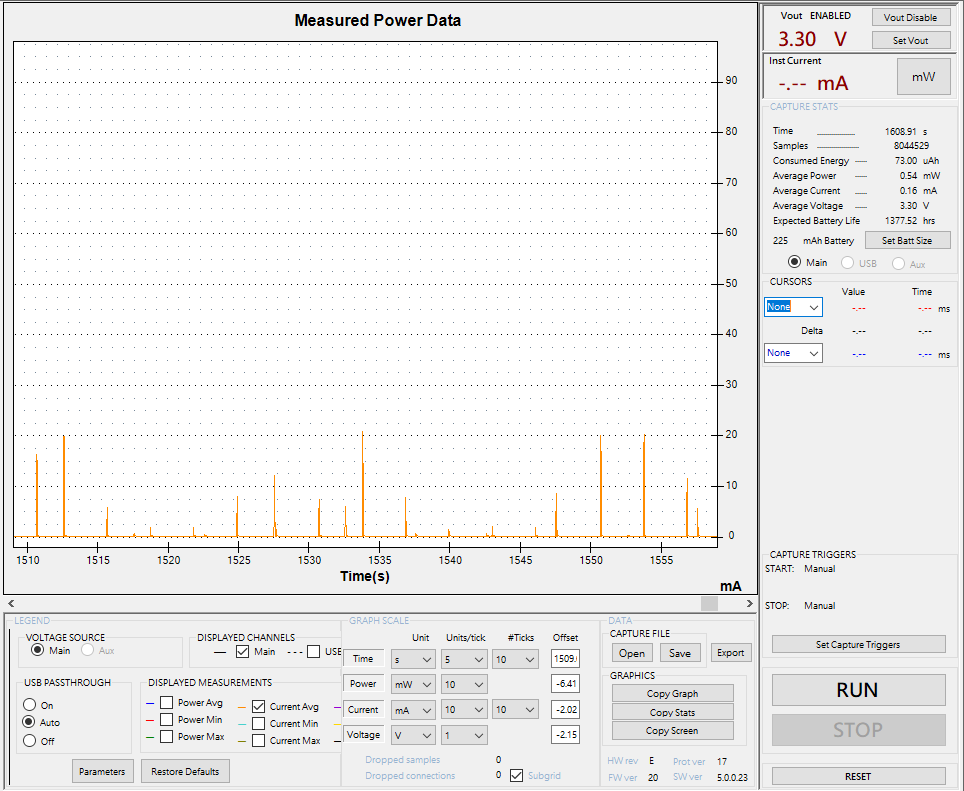 Measured Power Data
90
80
70
60
50
40
30
20
10
0
1510 1515 1520 1525 1530 1535 1540 1545 1550 1555
Time(s)
mA
Vout ENABLED
3.30 V
Vout Disable
Set Vout
Inst Current
-.-- mA
mW
CAPTURE STATS
Time 1608.91 s
Samples 8044529
Consumed Energy 73.00 uAh
Average Power 0.54 mW
Average Current 0.16 mA
Average Voltage 3.30 V
Expected Battery Life 1377.52 hrs
225 mAh Battery Set Batt Size
Main USB Aux
CURSORS
Value Time
None -.-- -.-- ms
Delta -.-- -.--
None -.-- -.-- ms
CAPTURE TRIGGERS
START: Manual
STOP: Manual
Set Capture Triggers
RUN
STOP
RESET
LEGEND
VOLTAGE SOURCE
Main Aux
DISPLAYED CHANNELS
Main USB
USB PASSTHROUGH
On
Auto
Off
DISPLAYED MEASUREMENTS
Power Avg Current Avg
Power Min Current Min
Power Max Current Max
Parameters Restore Defaults
GRAPH SCALE
Unit Units/tick #Ticks Offset
Time s 5 10 1509.0
Power mW 10 -6.41
Current mA 10 10 -2.02
Voltage V 1 -2.15
Dropped samples 0
Dropped connections 0 Subgrid
DATA
CAPTURE FILE
Open Save Export
GRAPHICS
Copy Graph
Copy Stats
Copy Screen
HW rev E Prot ver 17
FW ver 20 SW ver 5.0.0.23